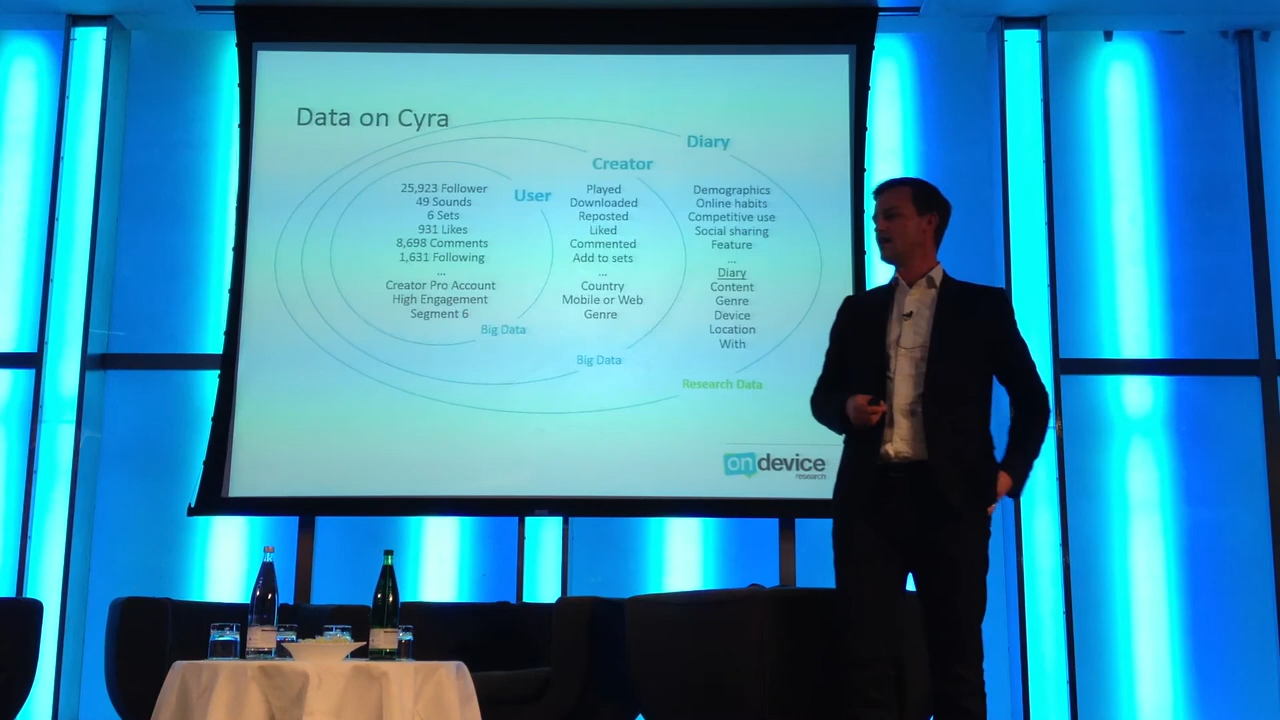 Data on Cyra
Diary
Creator
User
25,923 Follower
49 Sounds
6 Sets
931 Likes
8,698 Comments
1,631 Following
...
Creator Pro Account
High Engagement
Segment 6
Big Data
Played
Downloaded
Reposted
Liked
Commented
Add to sets
...
Country
Mobile or Web
Genre
Big Data
Demographics
Online habits
Competitive use
Social sharing
Feature
...
Diary
Content
Genre
Device
Location
With
Research Data
on device
research